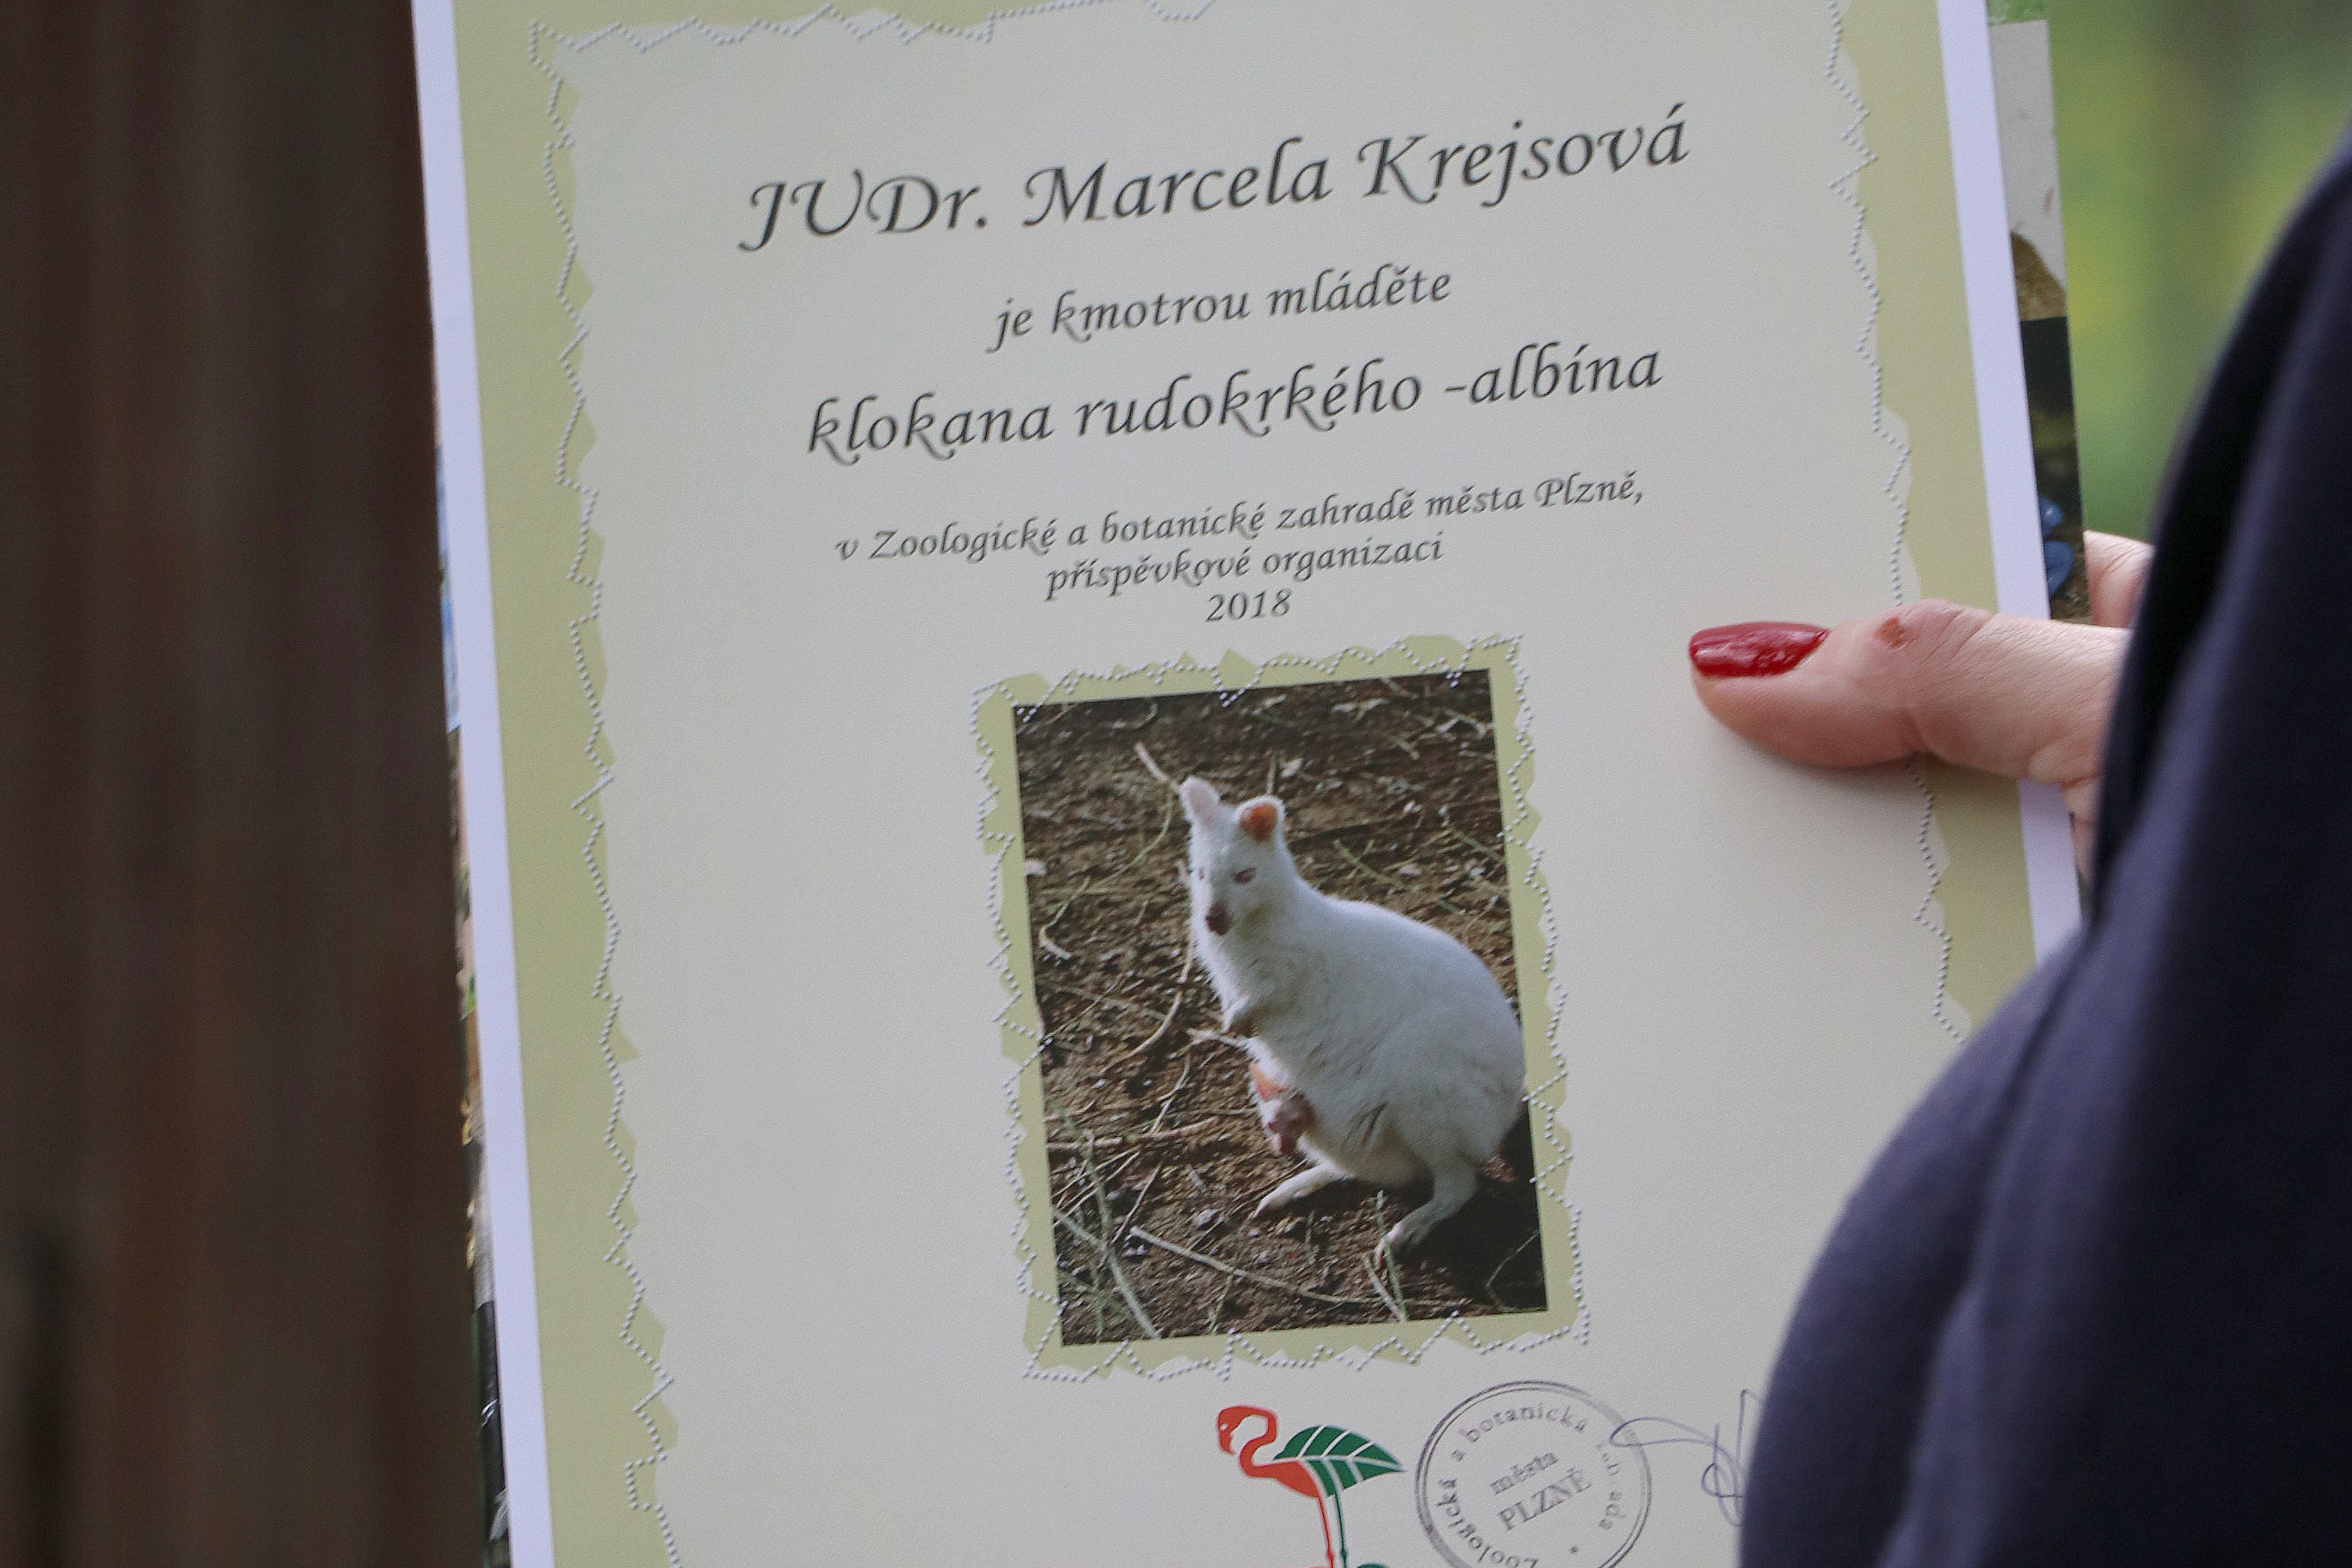 JUDr. Marcela Krejsová
je kmotrou mláděte
klokana rudokrkého -albína
v Zoologické a botanické zahradě města Plzně,
příspěvkové organizaci
2018
Zoologická a botanická zahrada
města
PLZNĚ